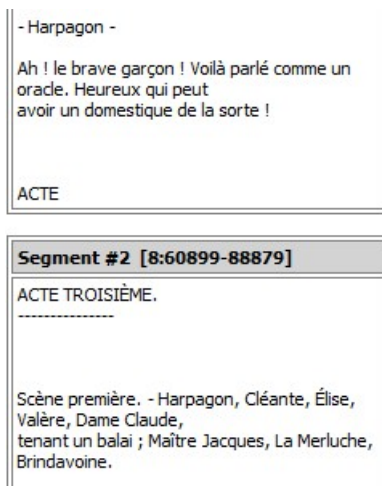 - Harpagon -
Ah ! le brave garçon ! Voilà parlé comme un
oracle. Heureux qui peut
avoir un domestique de la sorte !
ACTE
Segment #2 [8:60899-88879]
ACTE TROISIÈME.
---------------
Scène première. - Harpagon, Cléante, Élise,
Valère, Dame Claude,
tenant un balai ; Maître Jacques, La Merluche,
Brindavoine.